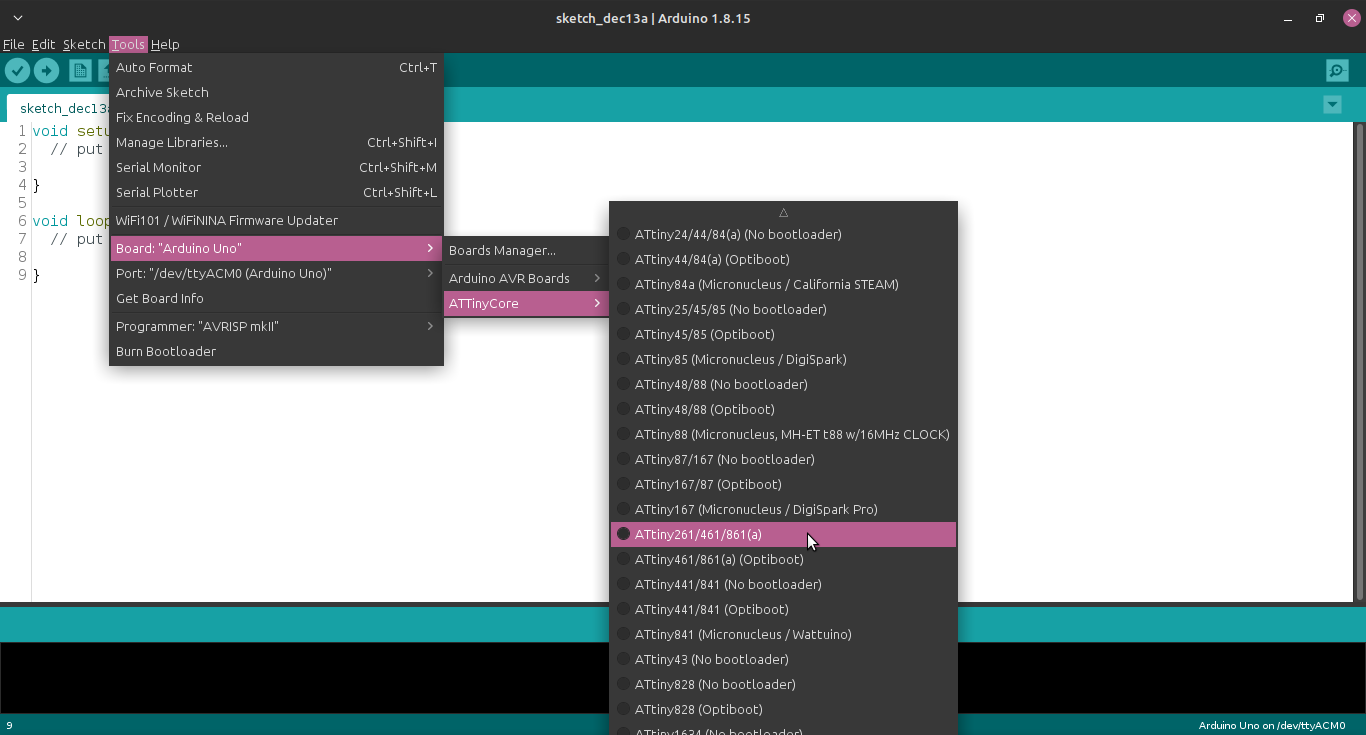 sketch_dec13a | Arduino 1.8.15
File Edit Sketch Tools Help
sketch_dec13a
1 void setu
2 // put
3
4 }
5
6 void loop
7 // put
8
9 }
Auto Format Ctrl+T
Archive Sketch
Fix Encoding & Reload
Manage Libraries... Ctrl+Shift+I
Serial Monitor Ctrl+Shift+M
Serial Plotter Ctrl+Shift+L
WiFi101 / WiFiNINA Firmware Updater
Board: "Arduino Uno"
Port: "/dev/ttyACM0 (Arduino Uno)"
Get Board Info
Programmer: "AVRISP mkII"
Burn Bootloader
Boards Manager...
Arduino AVR Boards
ATTinyCore
ATtiny24/44/84(a) (No bootloader)
ATtiny44/84(a) (Optiboot)
ATtiny84a (Micronucleus / California STEAM)
ATtiny25/45/85 (No bootloader)
ATtiny45/85 (Optiboot)
ATtiny85 (Micronucleus / DigiSpark)
ATtiny48/88 (No bootloader)
ATtiny48/88 (Optiboot)
ATtiny88 (Micronucleus, MH-ET t88 w/16MHz CLOCK)
ATtiny87/167 (No bootloader)
ATtiny167/87 (Optiboot)
ATtiny167 (Micronucleus / DigiSpark Pro)
ATtiny261/461/861(a)
ATtiny461/861(a) (Optiboot)
ATtiny441/841 (No bootloader)
ATtiny441/841 (Optiboot)
ATtiny841 (Micronucleus / Wattuino)
ATtiny43 (No bootloader)
ATtiny828 (No bootloader)
ATtiny828 (Optiboot)
ATtiny1634 (No bootloader)
9
Arduino Uno on /dev/ttyACM0